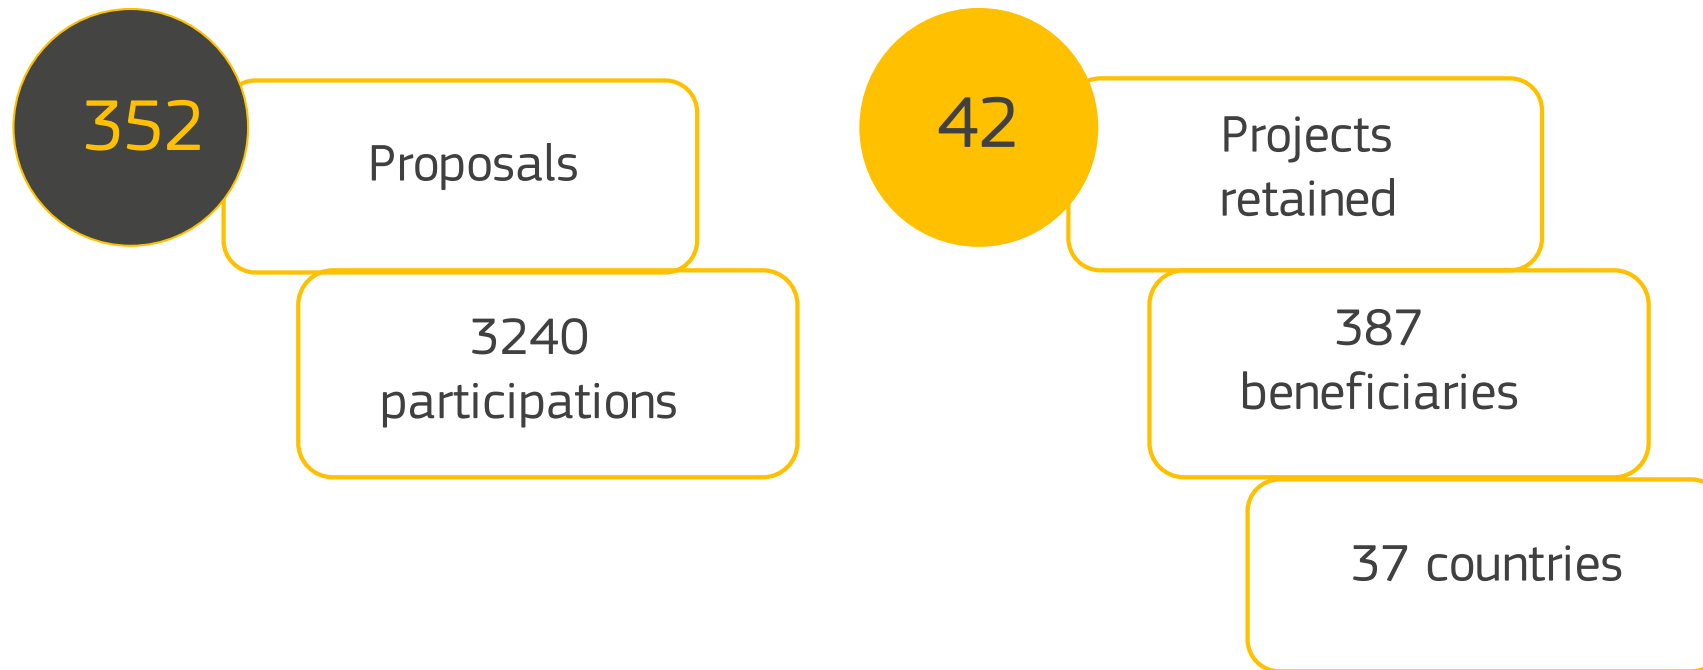 352
Proposals
3240
participations
42
Projects
retained
387
beneficiaries
37 countries